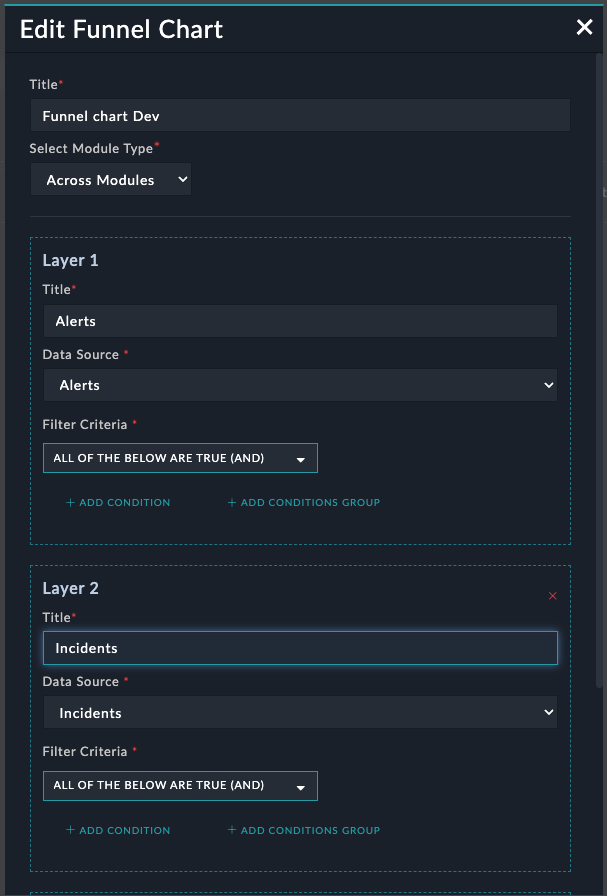 Edit Funnel Chart
Title*
Funnel chart Dev
Select Module Type*
Across Modules
Layer 1
Title*
Alerts
Data Source *
Alerts
Filter Criteria *
ALL OF THE BELOW ARE TRUE (AND)
+ ADD CONDITION + ADD CONDITIONS GROUP
Layer 2
Title*
Incidents
Data Source *
Incidents
Filter Criteria *
ALL OF THE BELOW ARE TRUE (AND)
+ ADD CONDITION + ADD CONDITIONS GROUP